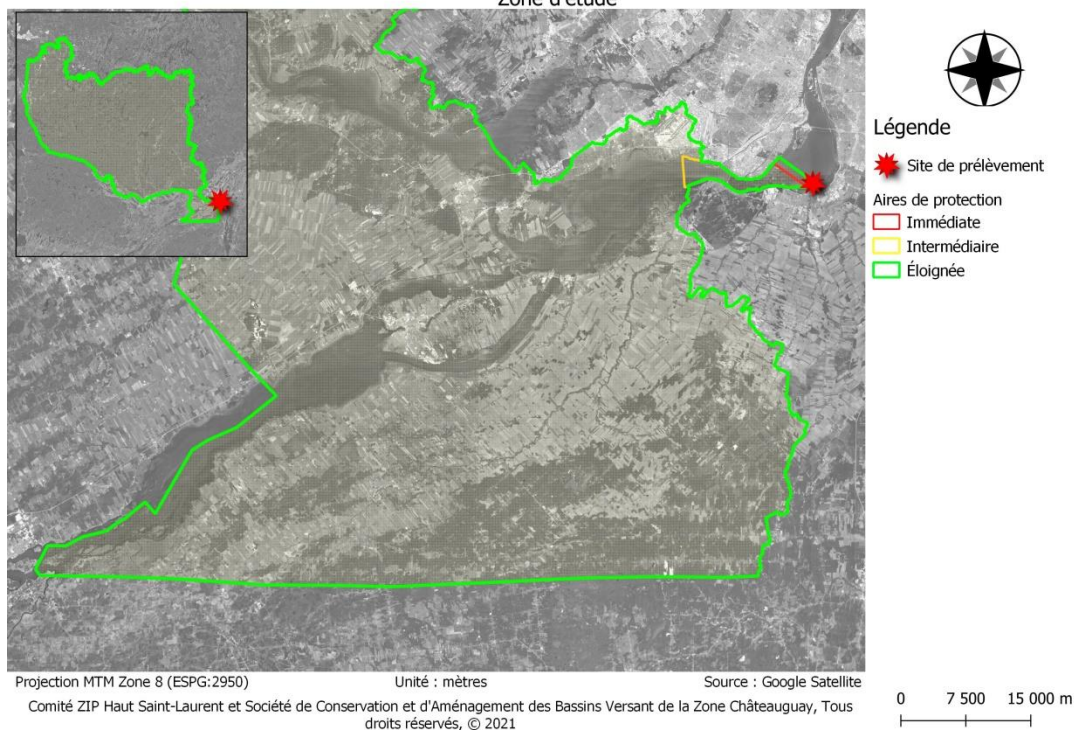 Zone d'étude
Légende
Site de prélèvement
Aires de protection
Immédiate
Intermédiaire
Éloignée
Projection MTM Zone 8 (ESPG:2950)
Unité : mètres
Source : Google Satellite
Comité ZIP Haut Saint-Laurent et Société de Conservation et d'Aménagement des Bassins Versant de la Zone Châteauguay, Tous
droits réservés, © 2021
0 7 500 15 000 m